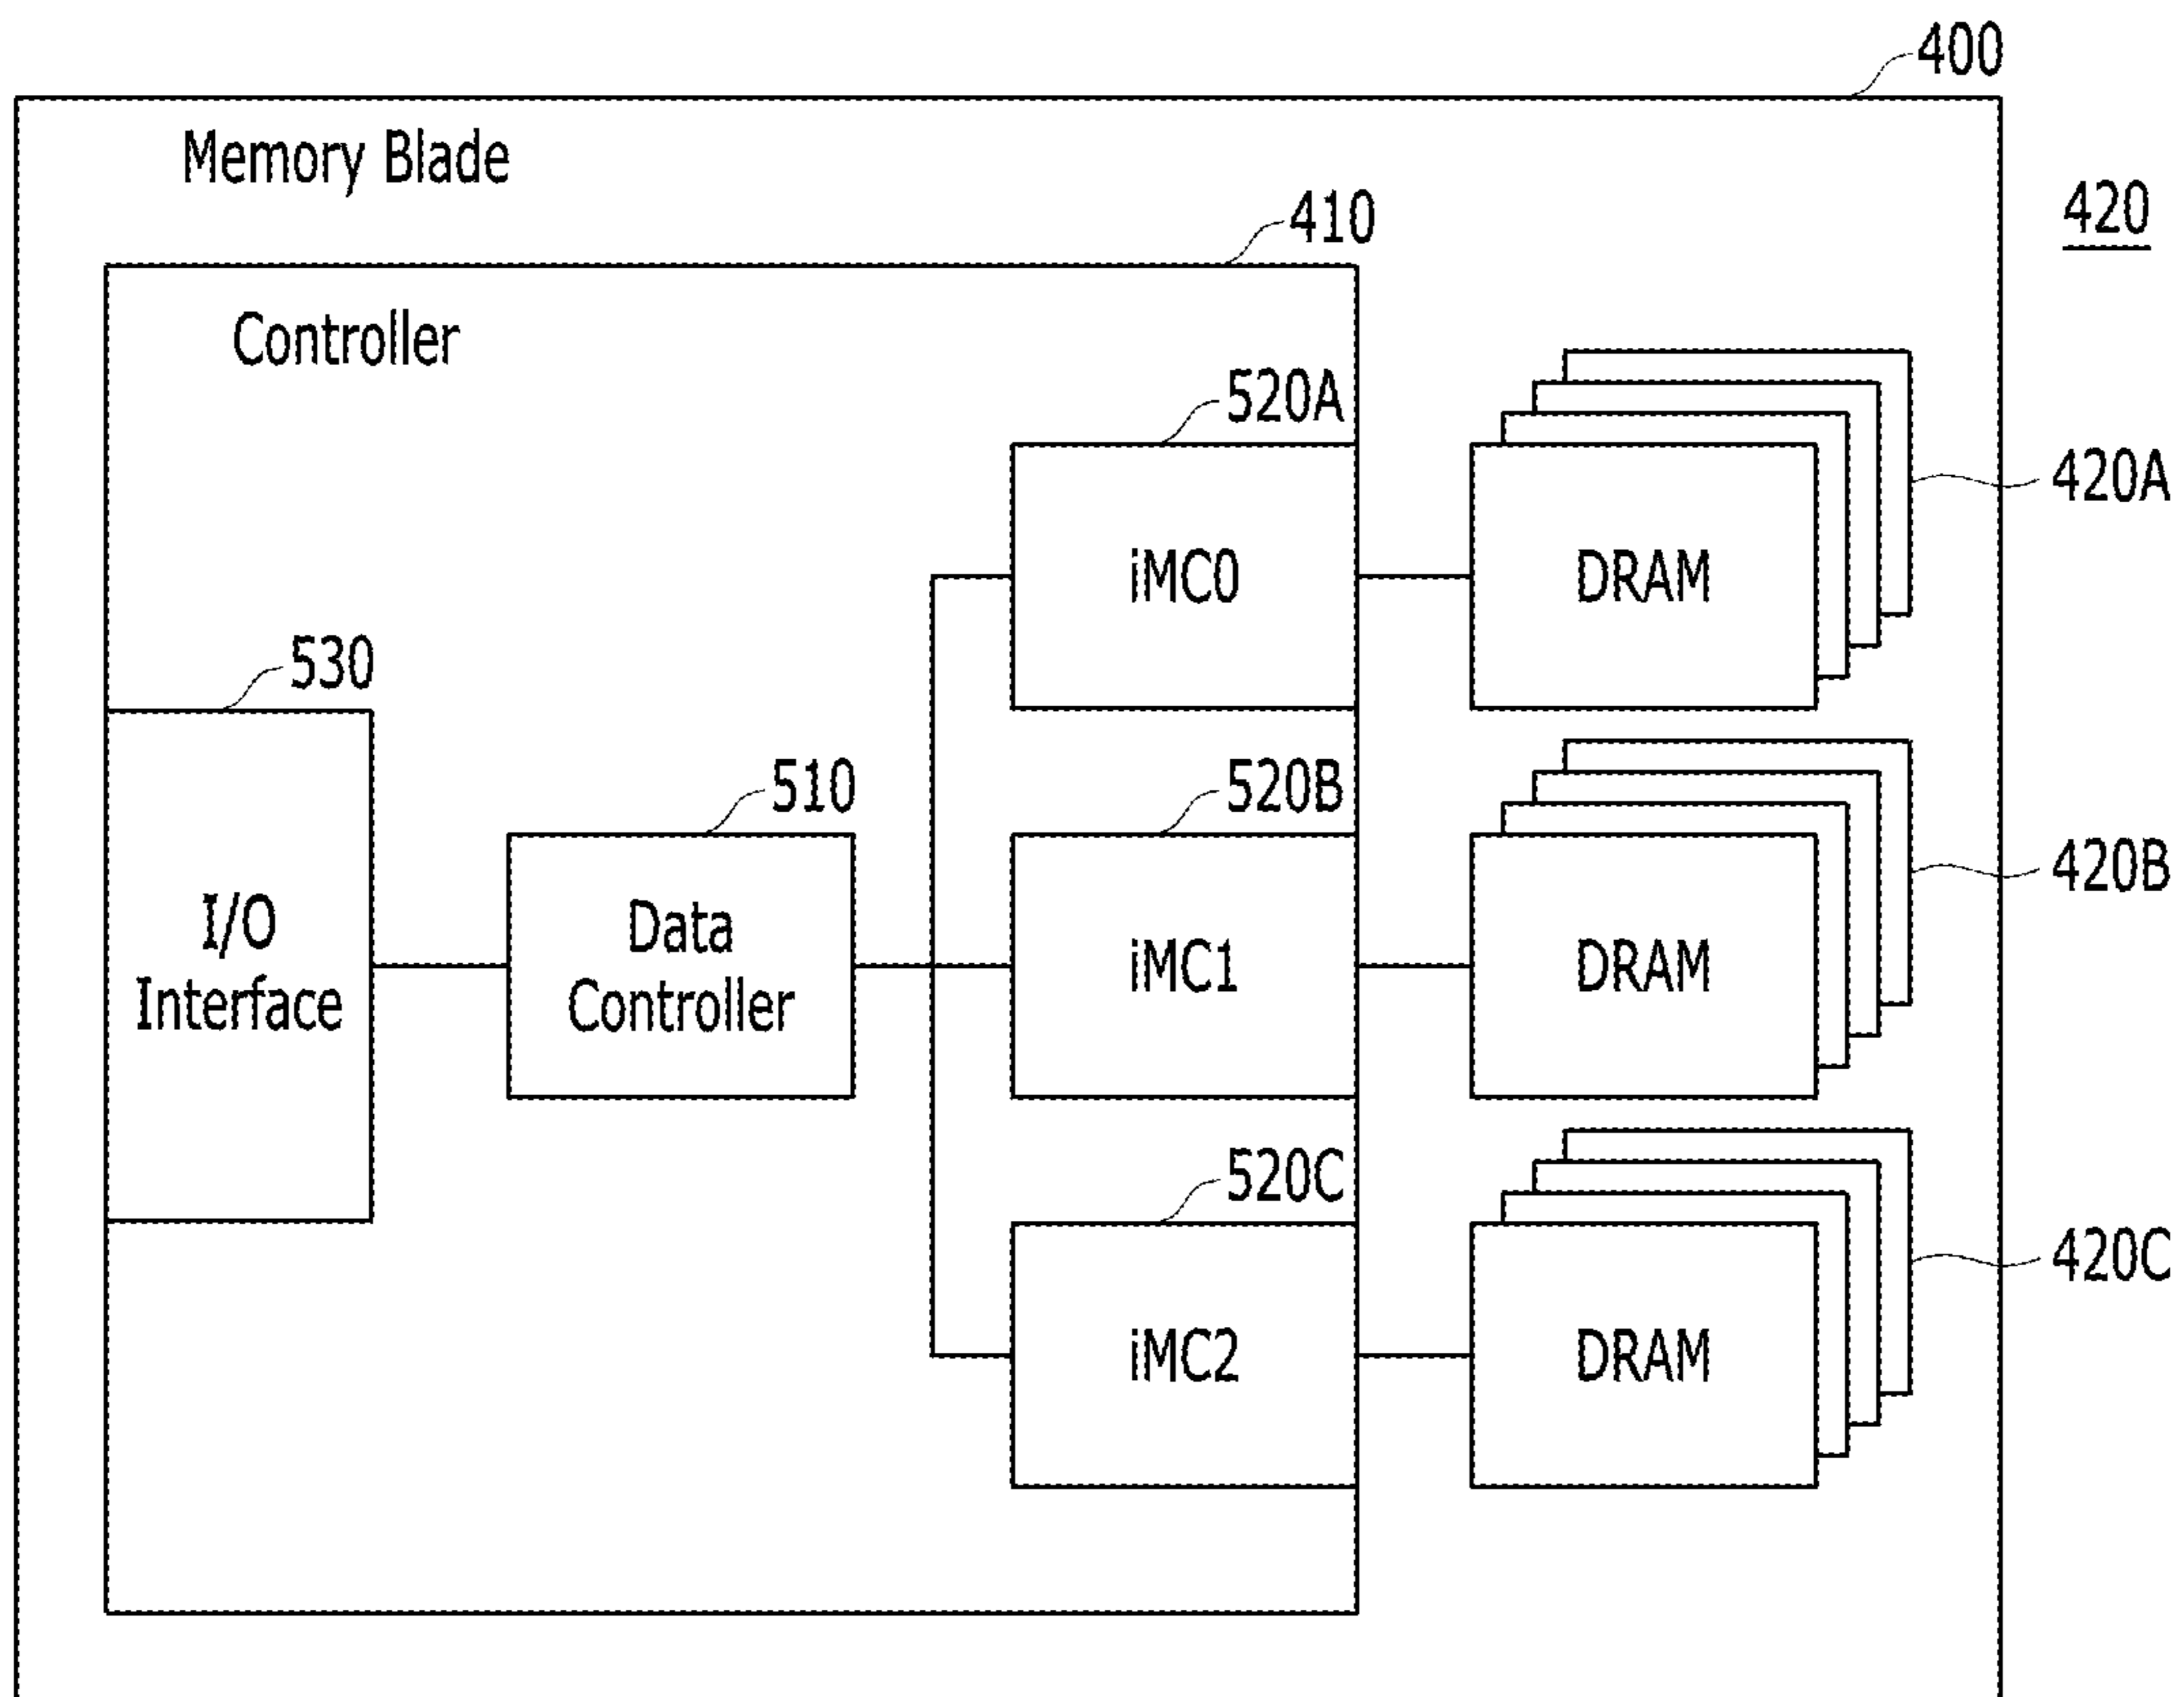 400
Memory Blade
420
410
Controller
520A
420A
iMC0
DRAM
530
510
520B
420B
I/O
Interface
Data
Controller
iMC1
DRAM
520C
420C
iMC2
DRAM